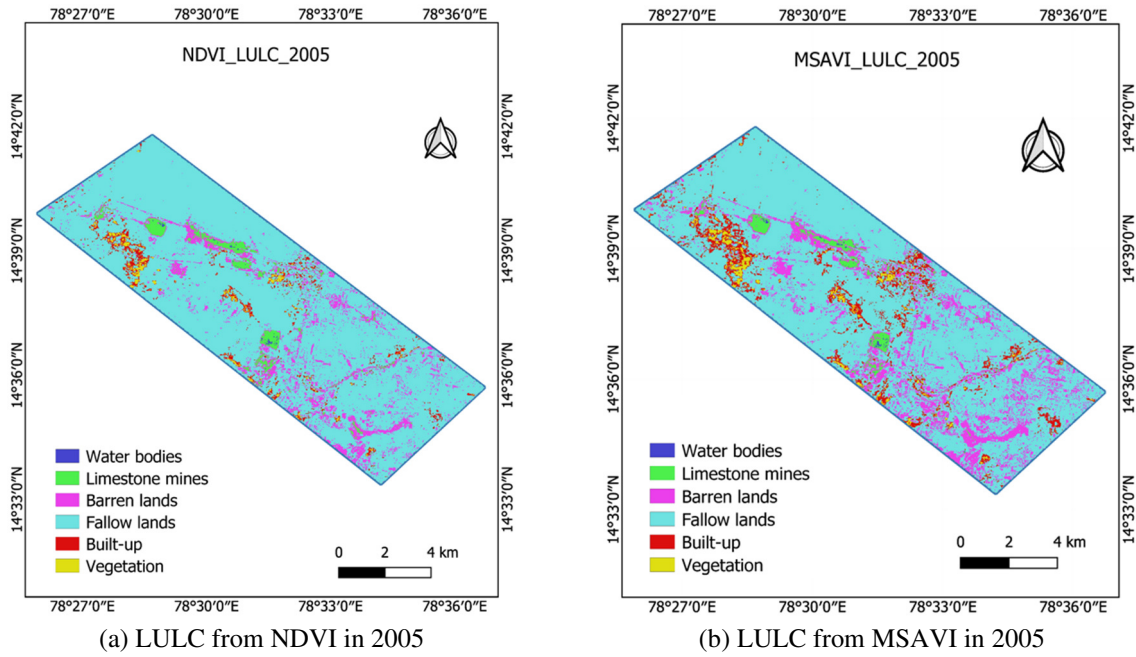 78°27′0″E 78°30′0″E 78°33′0″E 78°36′0″E
NDVI_LULC_2005
14°42′0″N 14°42′0″N
14°39′0″N 14°39′0″N
14°36′0″N 14°36′0″N
14°33′0″N 14°33′0″N
Water bodies
Limestone mines
Barren lands
Fallow lands
Built-up
Vegetation
0 2 4 km
78°27′0″E 78°30′0″E 78°33′0″E 78°36′0″E
(a) LULC from NDVI in 2005
78°27′0″E 78°30′0″E 78°33′0″E 78°36′0″E
MSAVI_LULC_2005
14°42′0″N 14°42′0″N
14°39′0″N 14°39′0″N
14°36′0″N 14°36′0″N
14°33′0″N 14°33′0″N
Water bodies
Limestone mines
Barren lands
Fallow lands
Built-up
Vegetation
0 2 4 km
78°27′0″E 78°30′0″E 78°33′0″E 78°36′0″E
(b) LULC from MSAVI in 2005